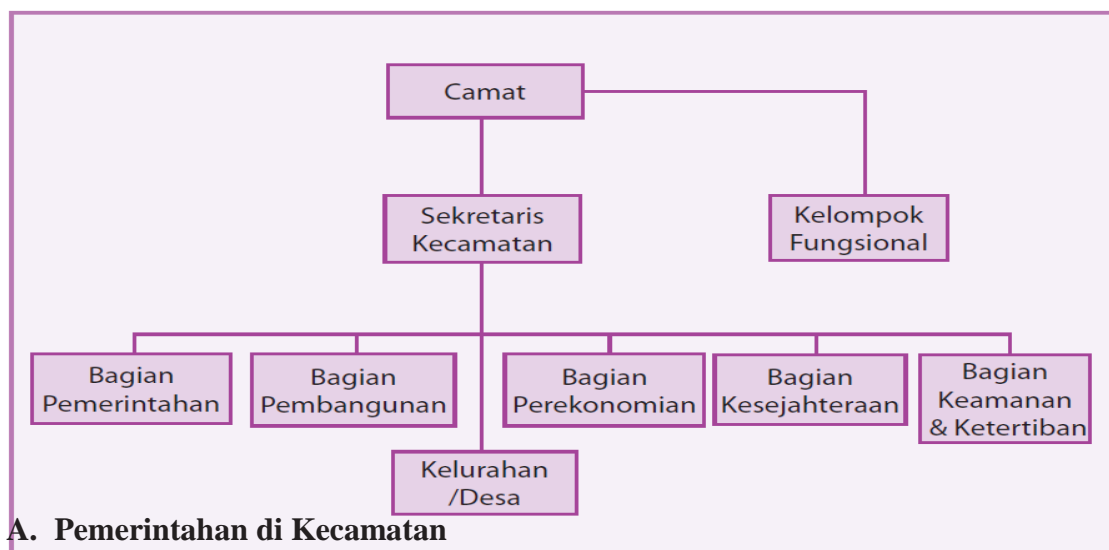 Camat
Sekretaris
Kecamatan
Kelompok
Fungsional
Bagian
Pemerintahan
Bagian
Pembangunan
Bagian
Perekonomian
Bagian
Kesejahteraan
Bagian
Keamanan
& Ketertiban
Kelurahan
/Desa
A. Pemerintahan di Kecamatan